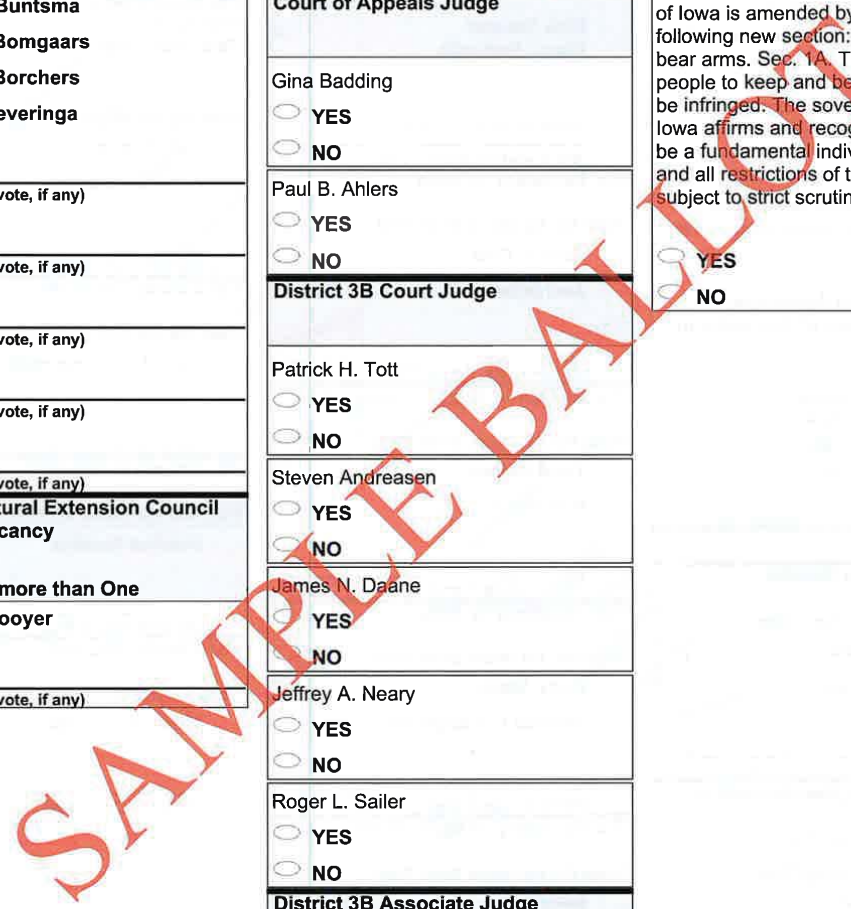 Buntsma
Bomgaars
Borchers
everinga
vote, if any)
vote, if any)
vote, if any)
vote, if any)
vote, if any)
tural Extension Council
cancy
more than One
ooyer
vote, if any)
Court of Appeals Judge
Gina Badding
YES
NO
Paul B. Ahlers
YES
NO
District 3B Court Judge
Patrick H. Tott
YES
NO
Steven Andreasen
YES
NO
James N. Daane
YES
NO
Jeffrey A. Neary
YES
NO
Roger L. Sailer
YES
NO
District 3B Associate Judge
of Iowa is amended by
following new section:
bear arms. Sec. 1A. T
people to keep and be
be infringed. The sove
Iowa affirms and recog
be a fundamental indiv
and all restrictions of t
subject to strict scrutin
YES
NO
SAMPLE BALLOT